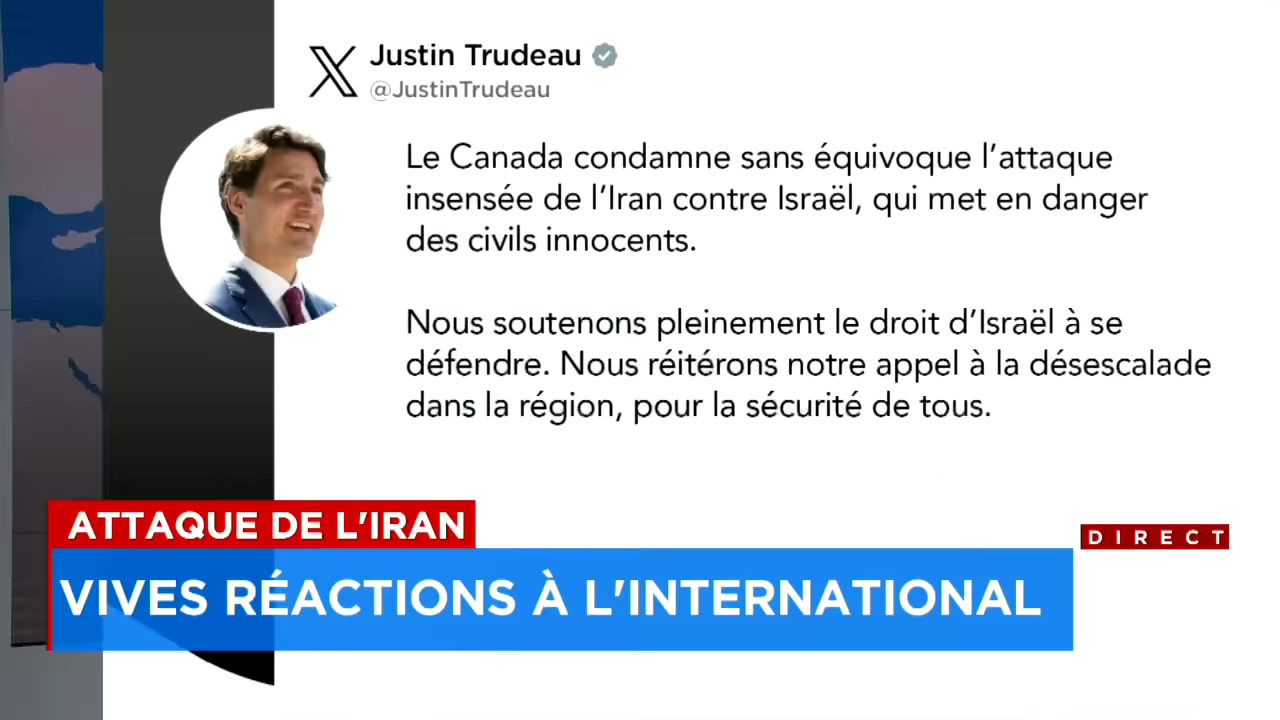 Justin Trudeau
@JustinTrudeau
Le Canada condamne sans équivoque l’attaque
insensée de l’Iran contre Israël, qui met en danger
des civils innocents.
Nous soutenons pleinement le droit d’Israël à se
défendre. Nous réitérons notre appel à la désescalade
dans la région, pour la sécurité de tous.
ATTAQUE DE L'IRAN
DIRECT
VIVES RÉACTIONS À L'INTERNATIONAL